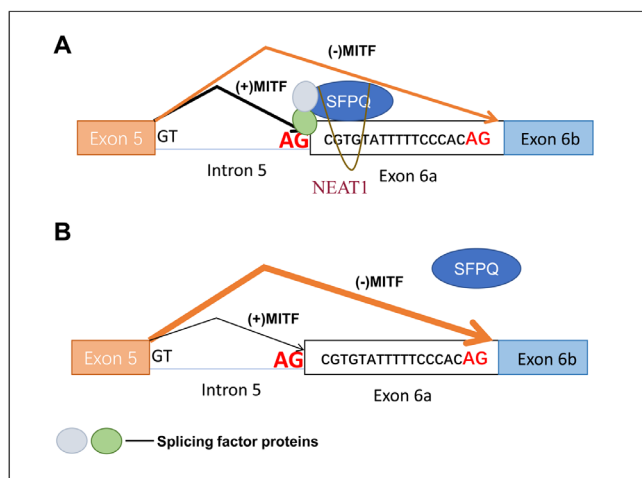 A
(-)MITF
(+)MITF
SFPQ
Exon 5
GT
AG
CGTGTATTTTTCCCACAG
Exon 6b
Intron 5
NEAT1
Exon 6a
B
SFPQ
(-)MITF
(+)MITF
Exon 5
GT
AG
CGTGTATTTTTCCCACAG
Exon 6b
Intron 5
Exon 6a
Splicing factor proteins